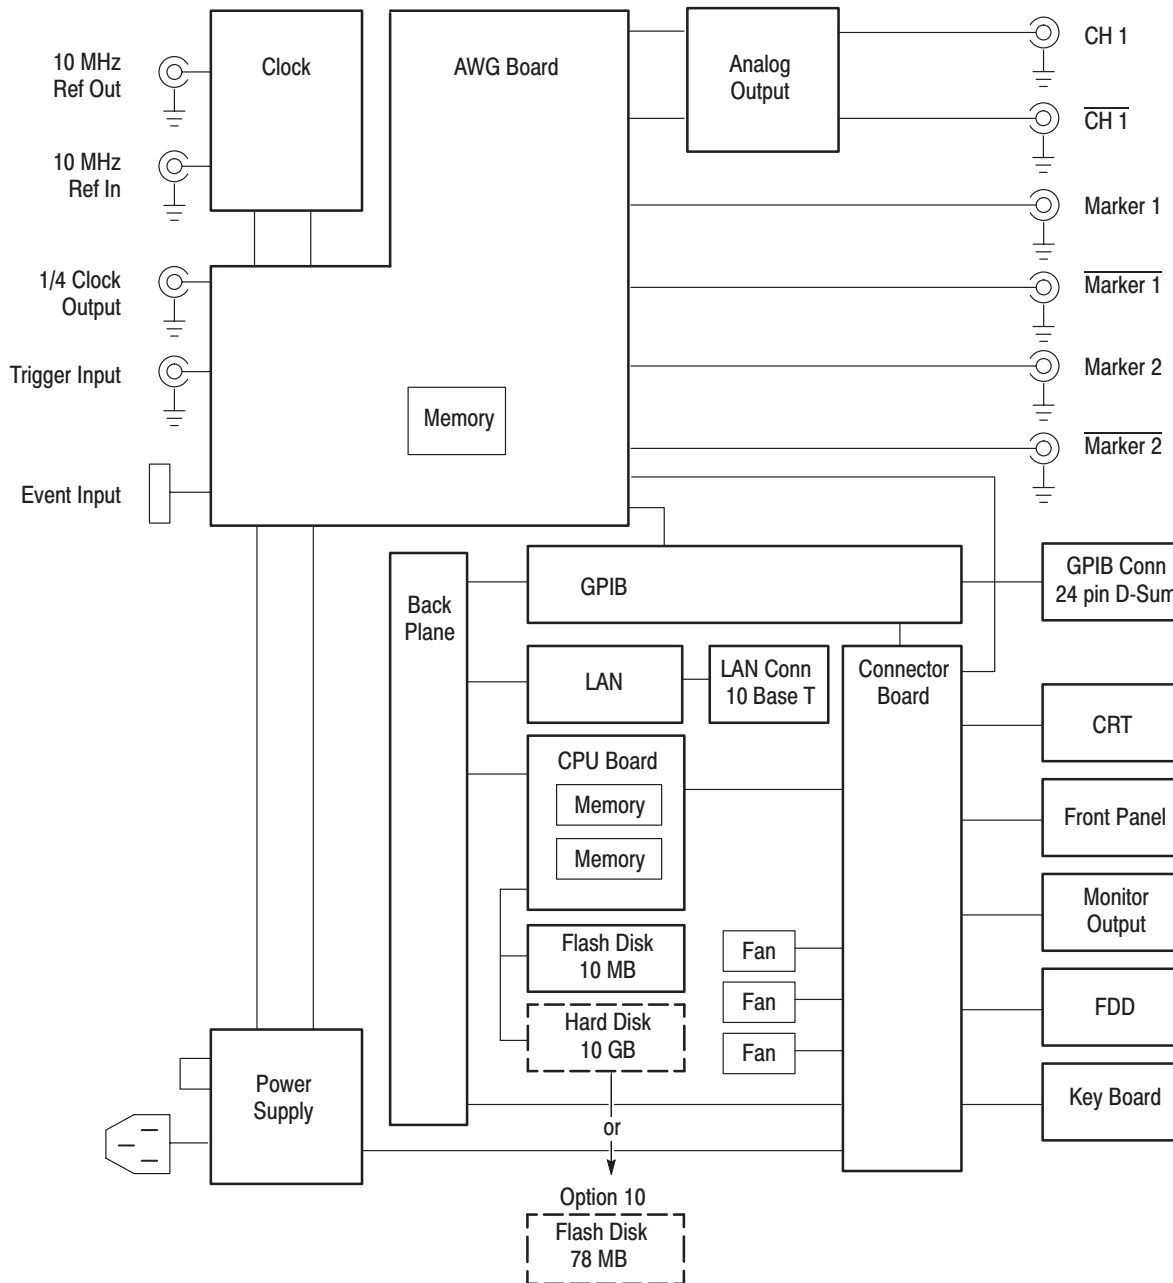 10 MHz
Ref Out
Clock
AWG Board
Analog
Output
CH 1
CH 1
10 MHz
Ref In
Marker 1
1/4 Clock
Output
Marker 1
Trigger Input
Memory
Marker 2
Marker 2
Event Input
Back
Plane
GPIB
GPIB Conn
24 pin D-Sum
LAN
LAN Conn
10 Base T
Connector
Board
CRT
CPU Board
Memory
Memory
Front Panel
Monitor
Output
Flash Disk
10 MB
Fan
Fan
Fan
Hard Disk
10 GB
FDD
Power
Supply
Key Board
or
Option 10
Flash Disk
78 MB